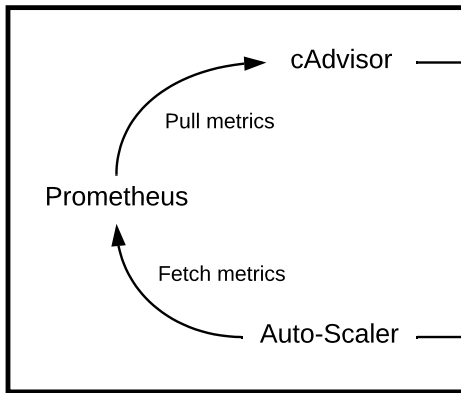 cAdvisor
Pull metrics
Prometheus
Fetch metrics
Auto-Scaler